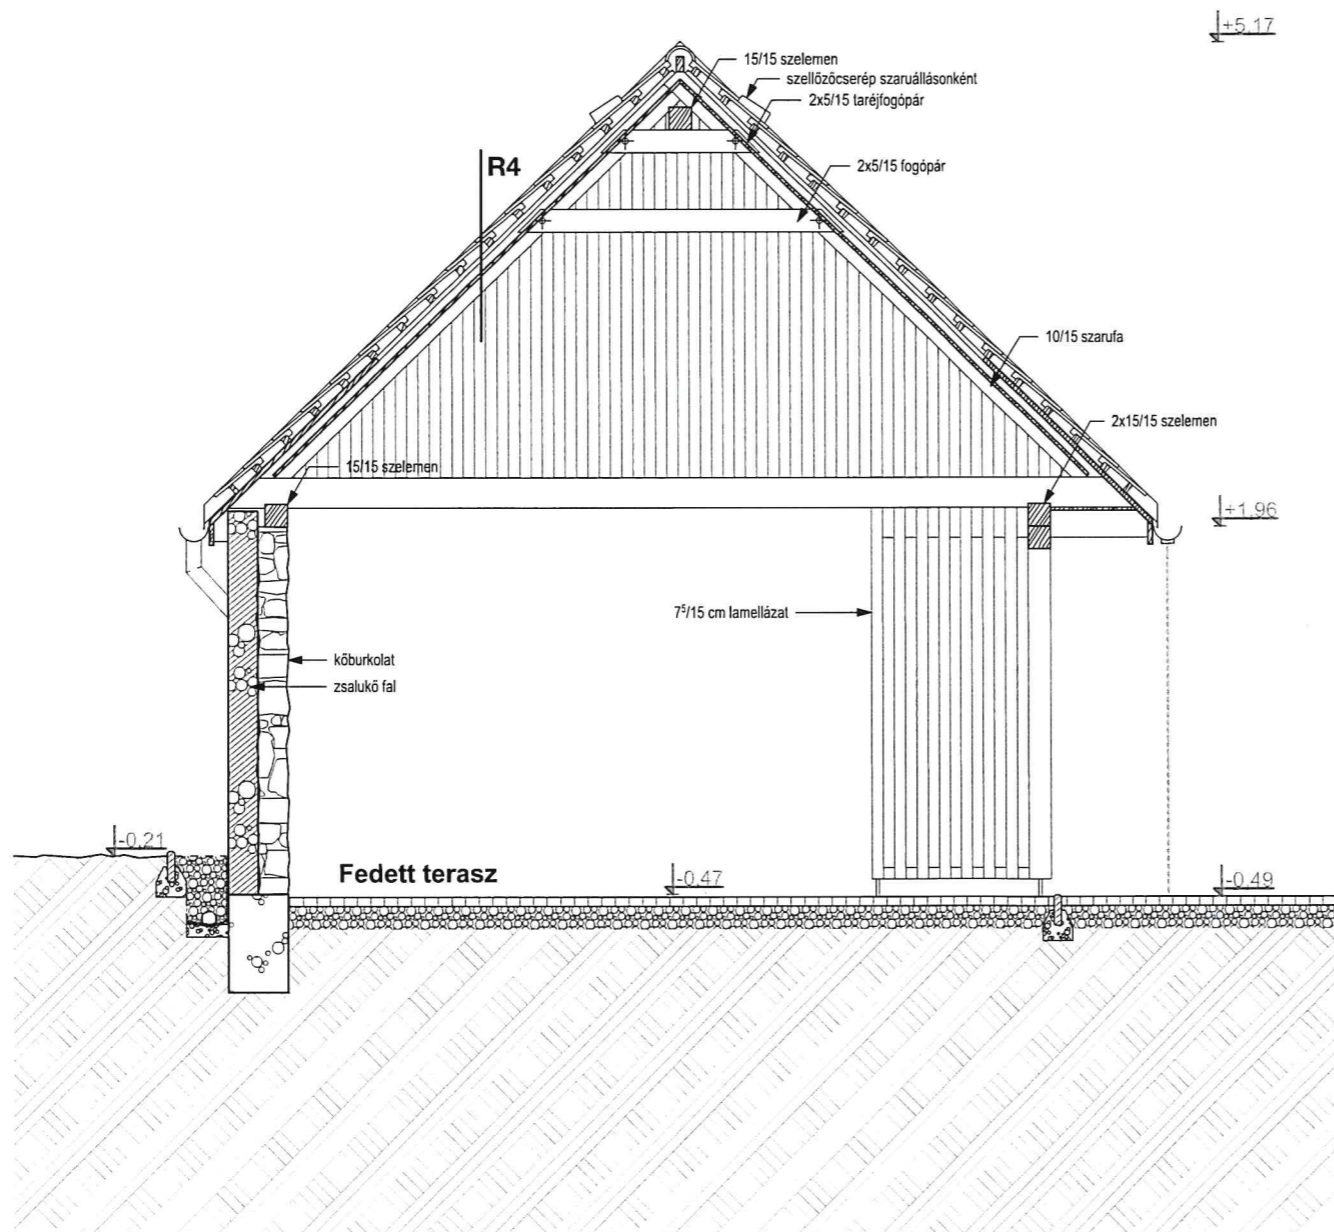 +5,17
15/15 szelemen
szellőzőcserép szaruállásonként
2x5/15 taréjfogópár
R4
2x5/15 fogópár
10/15 szarufa
2x15/15 szelemen
15/15 szelemen
+1,96
7⁵/15 cm lamellázat
kőburkolat
zsalukő fal
-0,21
Fedett terasz
-0,47
-0,49